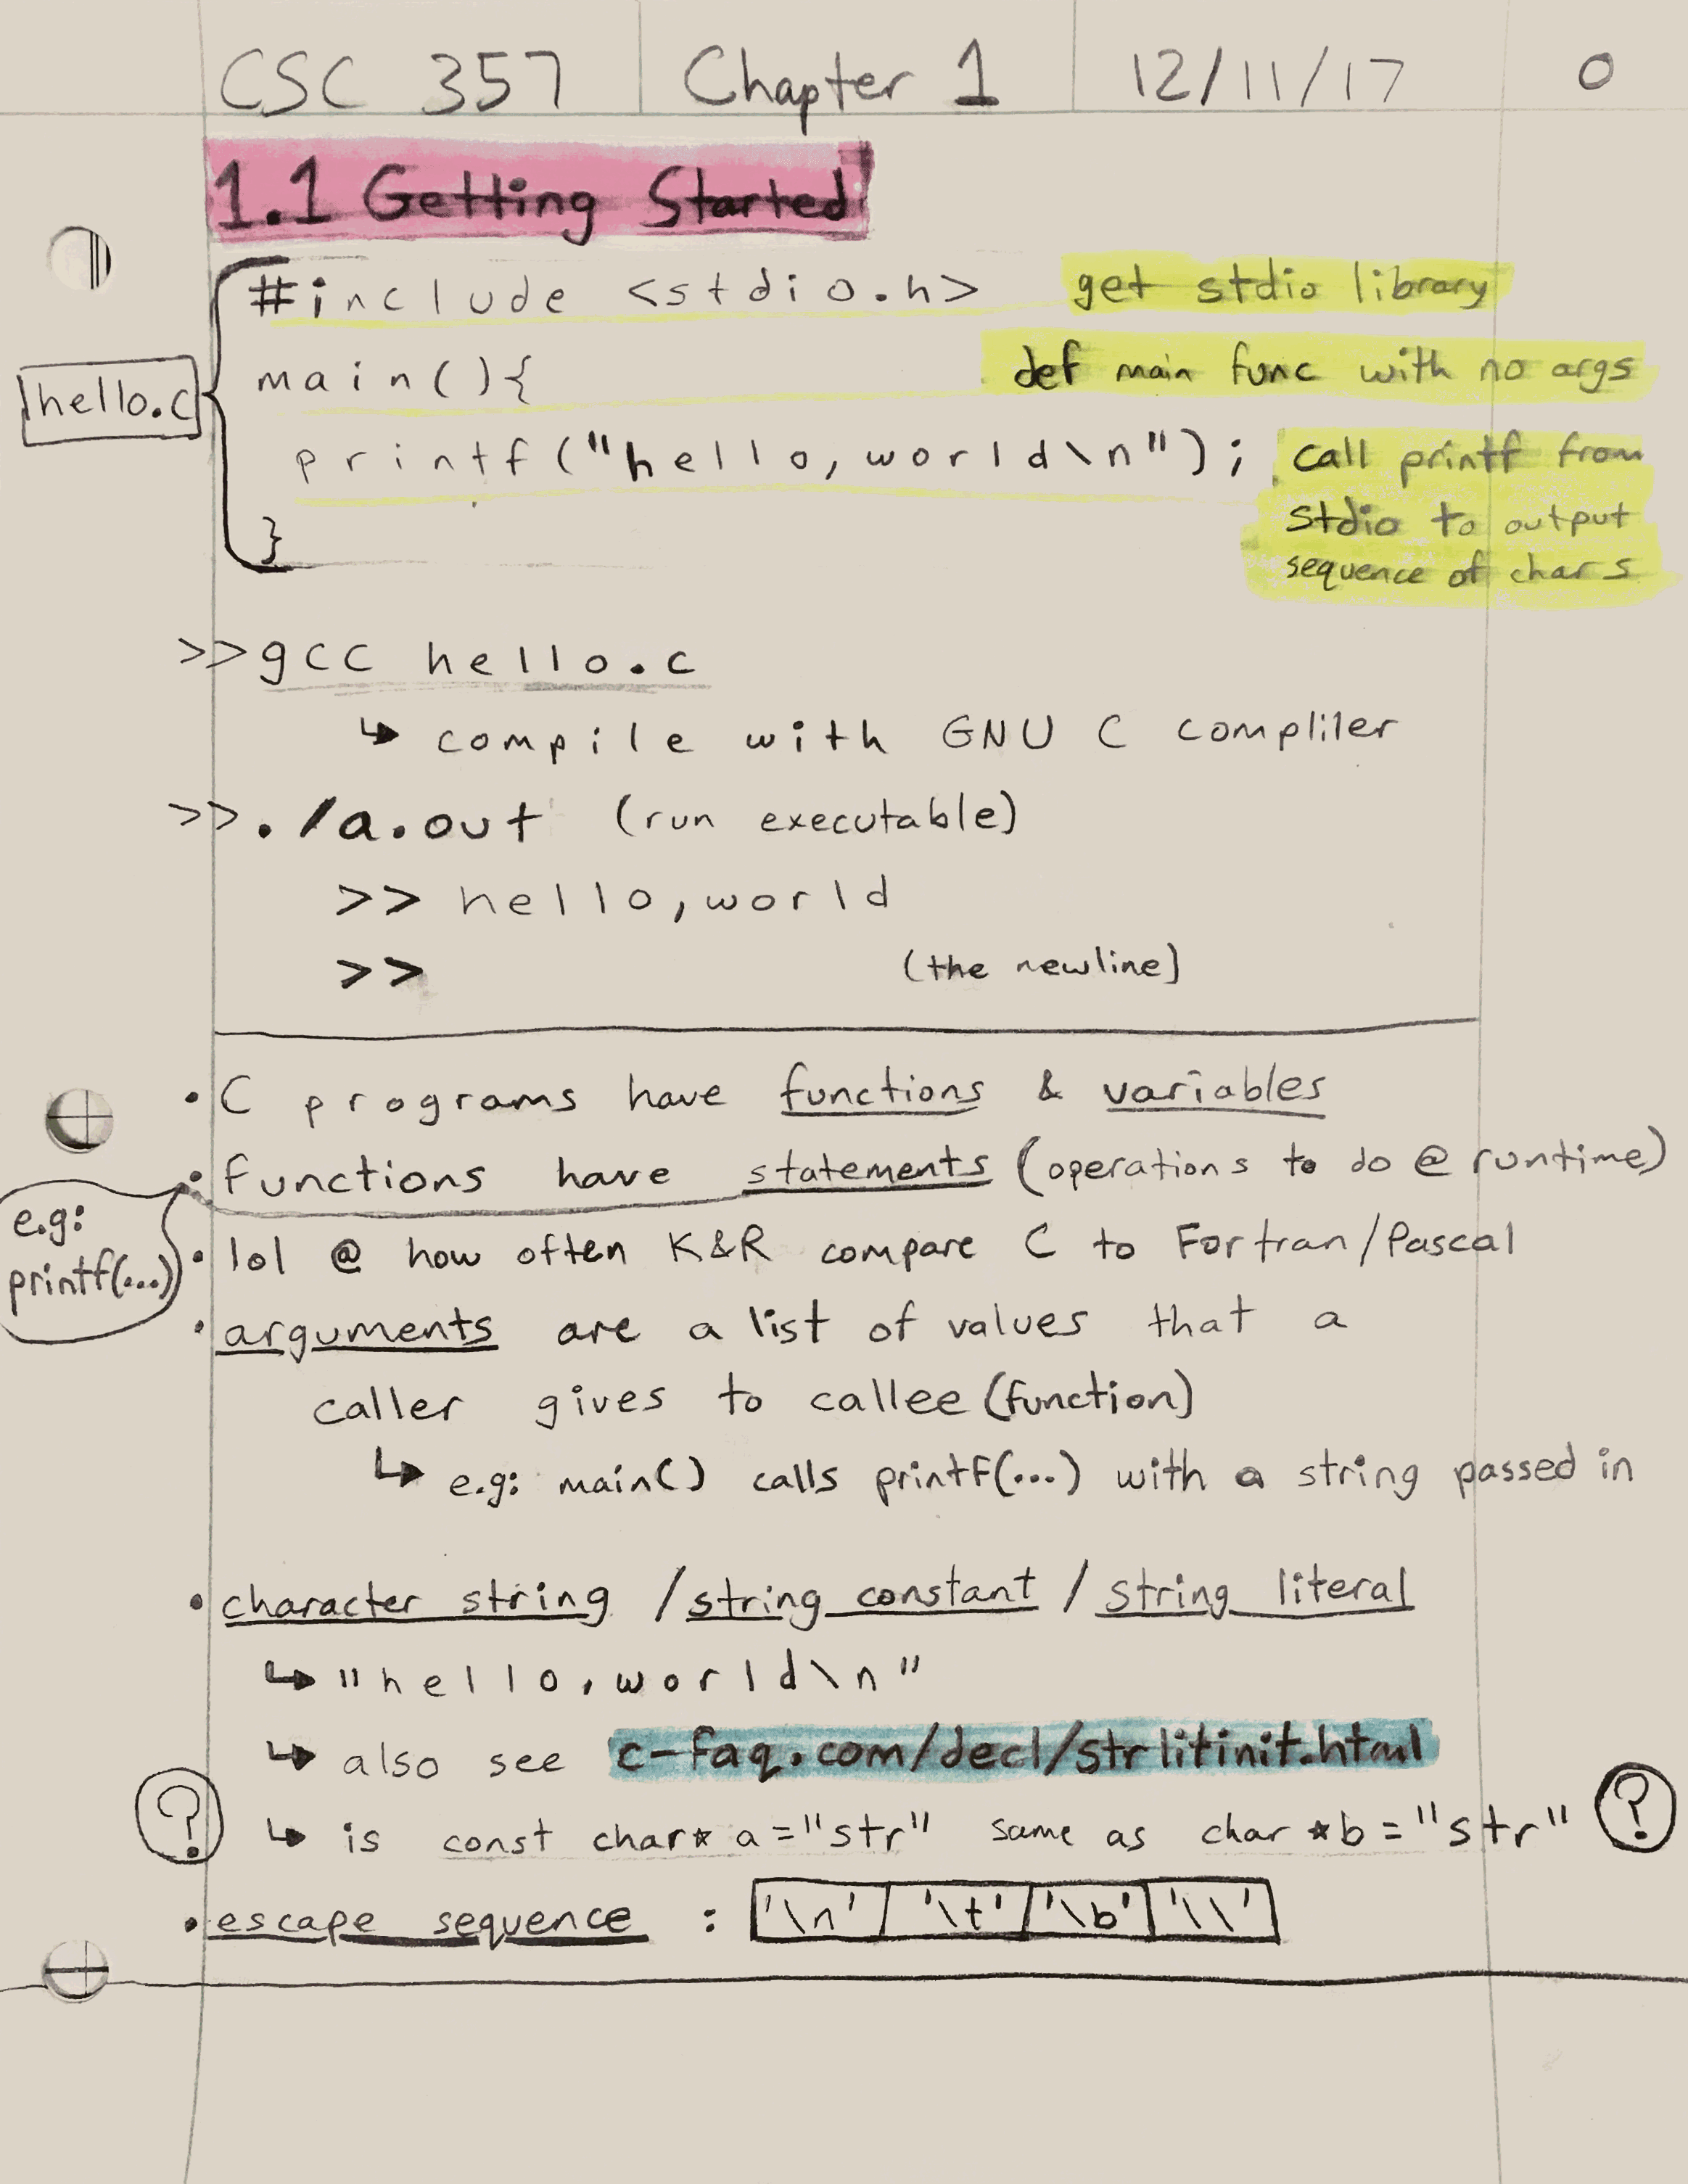 CSC 357 Chapter 1 12/11/17 0
1.1 Getting Started
#include <stdio.h> get stdio library
main(){ def main func with no args
hello.c
printf("hello, world\n"); call printf from
stdio to output
}
sequence of chars
>>gcc hello.c
↳ compile with GNU C compliler
>>./a.out (run executable)
>> hello, world
>> (the newline)
• C programs have functions & variables
• functions have statements (operations to do @ runtime)
e.g:
printf(...)
• lol @ how often K&R compare C to Fortran/Pascal
• arguments are a list of values that a
caller gives to callee (function)
↳ e.g: main() calls printf(...) with a string passed in
• character string / string constant / string literal
↳ "hello, world\n"
↳ also see c-faq.com/decl/strlitinit.html
? ↳ is const char* a="str" same as char *b="str" ?
• escape sequence : '\n' '\t' '\b' '\\'